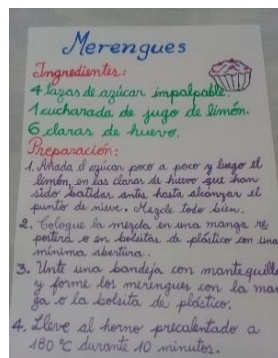 Merengues
Ingredientes:
4 tazas de azúcar impalpable.
1 cucharada de jugo de limón.
6 claras de huevo.
Preparación:
1. Añada el azúcar poco a poco y luego el
limón, en las claras de huevo que han
sido batidas antes hasta alcanzar el
punto de nieve. Mezcle todo bien.
2. Coloque la mezcla en una manga re
postera o en bolsitas de plástico con una
mínima abertura.
3. Unte una bandeja con mantequilla
y forme los merengues con la man
ga o la bolsita de plástico.
4. Lleve al horno precalentado a
180 °C durante 10 minutos.